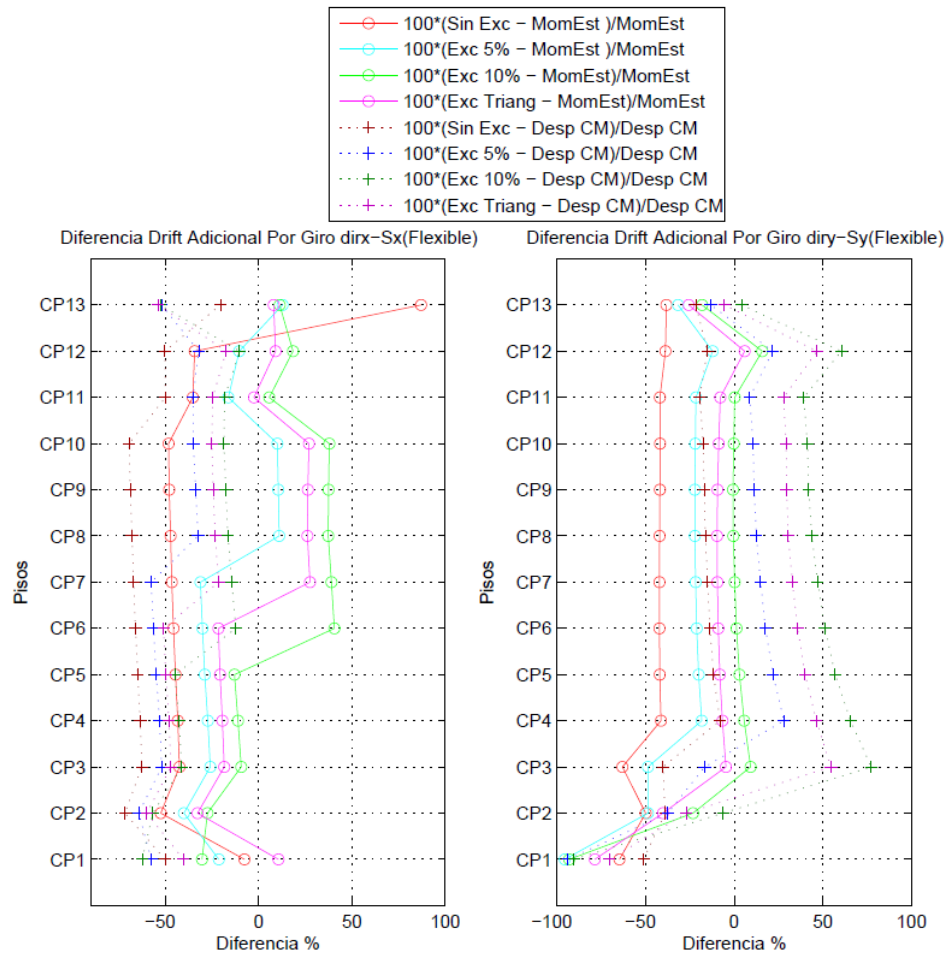 100*(Sin Exc − MomEst )/MomEst
100*(Exc 5% − MomEst )/MomEst
100*(Exc 10% − MomEst)/MomEst
100*(Exc Triang − MomEst)/MomEst
100*(Sin Exc − Desp CM)/Desp CM
100*(Exc 5% − Desp CM)/Desp CM
100*(Exc 10% − Desp CM)/Desp CM
100*(Exc Triang − Desp CM)/Desp CM
Diferencia Drift Adicional Por Giro dirx−Sx(Flexible)
CP13
CP12
CP11
CP10
CP9
CP8
CP7
CP6
CP5
CP4
CP3
CP2
CP1
Pisos
−50 0 50 100
Diferencia %
Diferencia Drift Adicional Por Giro diry−Sy(Flexible)
CP13
CP12
CP11
CP10
CP9
CP8
CP7
CP6
CP5
CP4
CP3
CP2
CP1
Pisos
−100 −50 0 50 100
Diferencia %